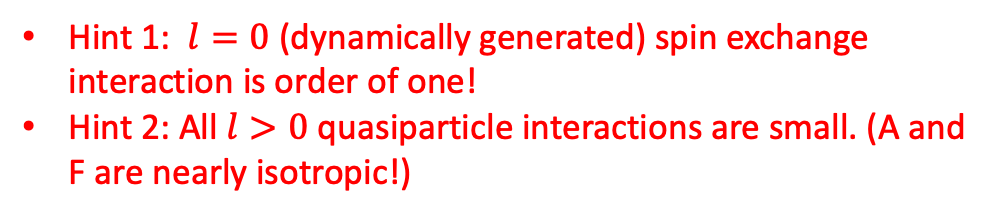 • Hint 1: l = 0 (dynamically generated) spin exchange
interaction is order of one!
• Hint 2: All l > 0 quasiparticle interactions are small. (A and
F are nearly isotropic!)